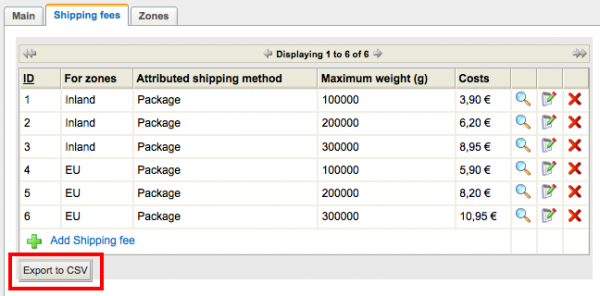 Main Shipping fees Zones
Displaying 1 to 6 of 6
ID For zones Attributed shipping method Maximum weight (g) Costs
1 Inland Package 100000 3,90 €
2 Inland Package 200000 6,20 €
3 Inland Package 300000 8,95 €
4 EU Package 100000 5,90 €
5 EU Package 200000 8,20 €
6 EU Package 300000 10,95 €
Add Shipping fee
Export to CSV